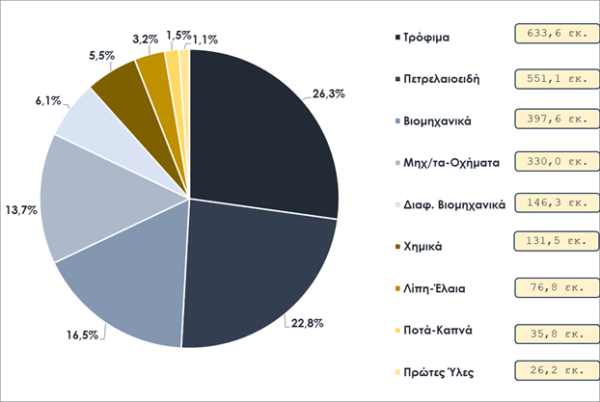 3,2%
1,5%
1,1%
5,5%
6,1%
26,3%
13,7%
16,5%
22,8%
Τρόφιμα 633,6 εκ.
Πετρελαιοειδή 551,1 εκ.
Βιομηχανικά 397,6 εκ.
Μηχ/τα-Οχήματα 330,0 εκ.
Διαφ. Βιομηχανικά 146,3 εκ.
Χημικά 131,5 εκ.
Λίπη-Έλαια 76,8 εκ.
Ποτά-Καπνά 35,8 εκ.
Πρώτες Ύλες 26,2 εκ.